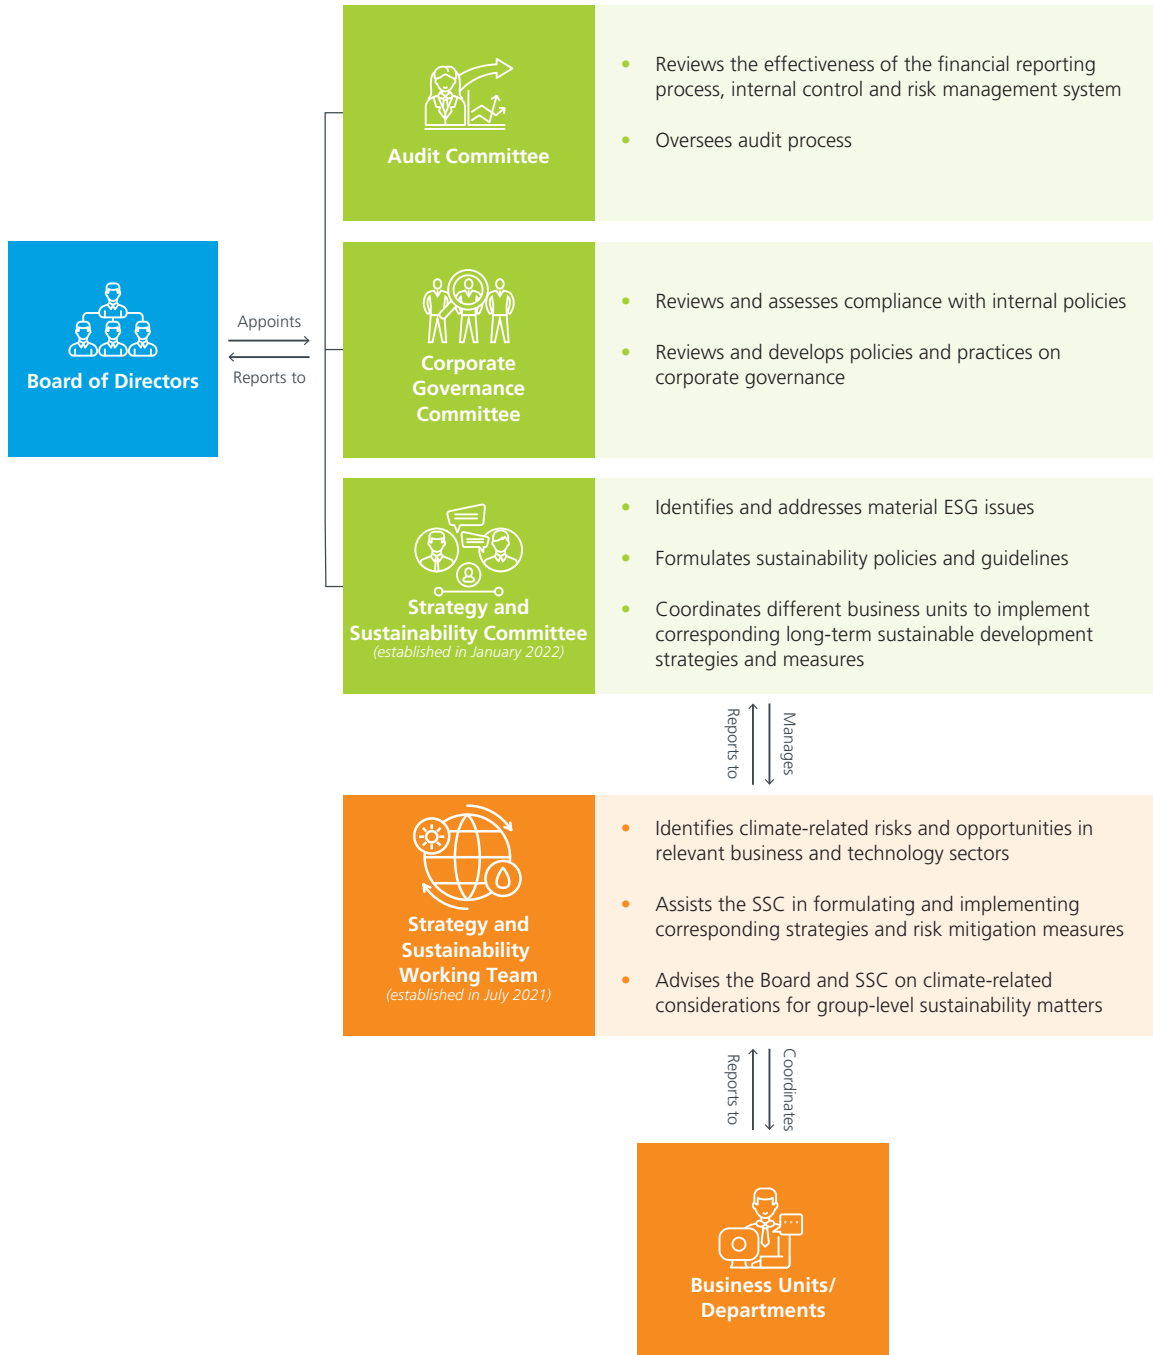 Board of Directors
Appoints
Reports to
Audit Committee
• Reviews the effectiveness of the financial reporting
process, internal control and risk management system
• Oversees audit process
Corporate
Governance
Committee
• Reviews and assesses compliance with internal policies
• Reviews and develops policies and practices on
corporate governance
Strategy and
Sustainability Committee
(established in January 2022)
• Identifies and addresses material ESG issues
• Formulates sustainability policies and guidelines
• Coordinates different business units to implement
corresponding long-term sustainable development
strategies and measures
Reports to
Manages
Strategy and
Sustainability
Working Team
(established in July 2021)
• Identifies climate-related risks and opportunities in
relevant business and technology sectors
• Assists the SSC in formulating and implementing
corresponding strategies and risk mitigation measures
• Advises the Board and SSC on climate-related
considerations for group-level sustainability matters
Reports to
Coordinates
Business Units/
Departments